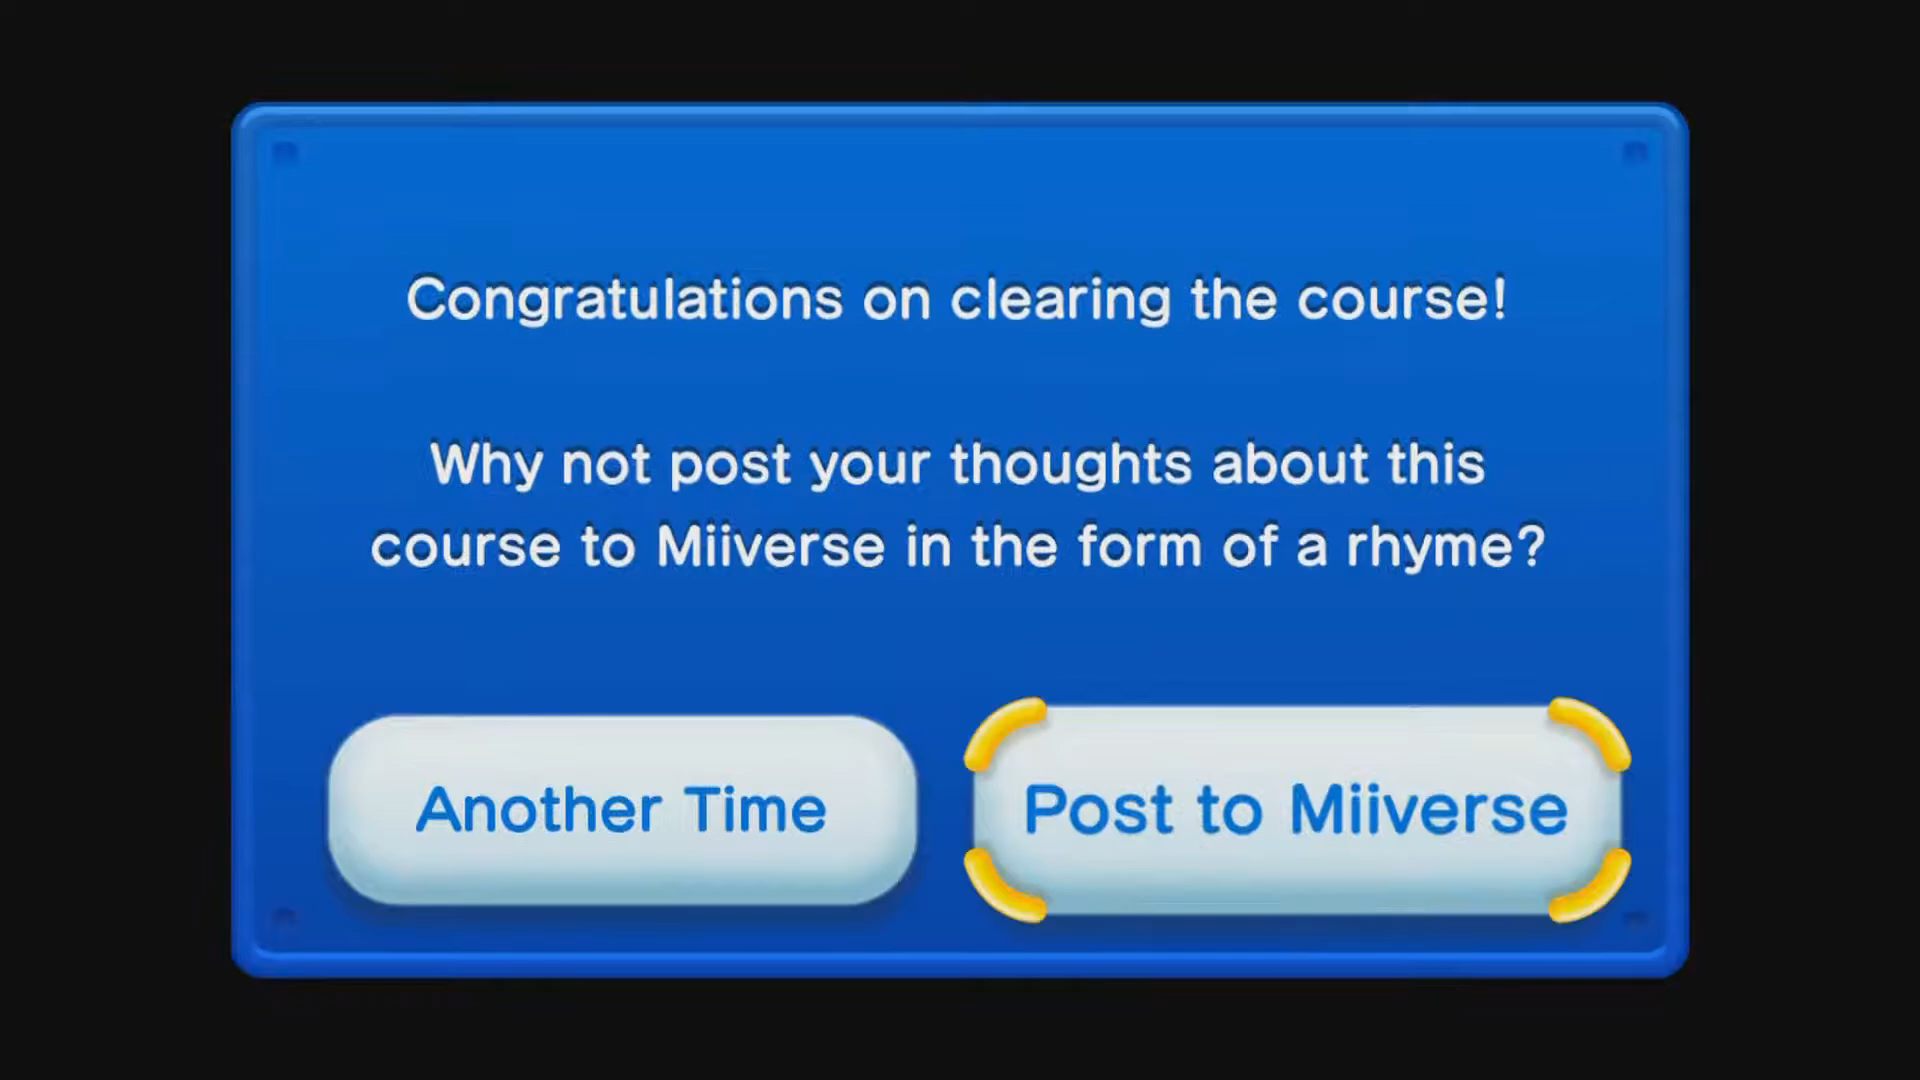 Congratulations on clearing the course!
Why not post your thoughts about this
course to Miiverse in the form of a rhyme?
Another Time
Post to Miiverse